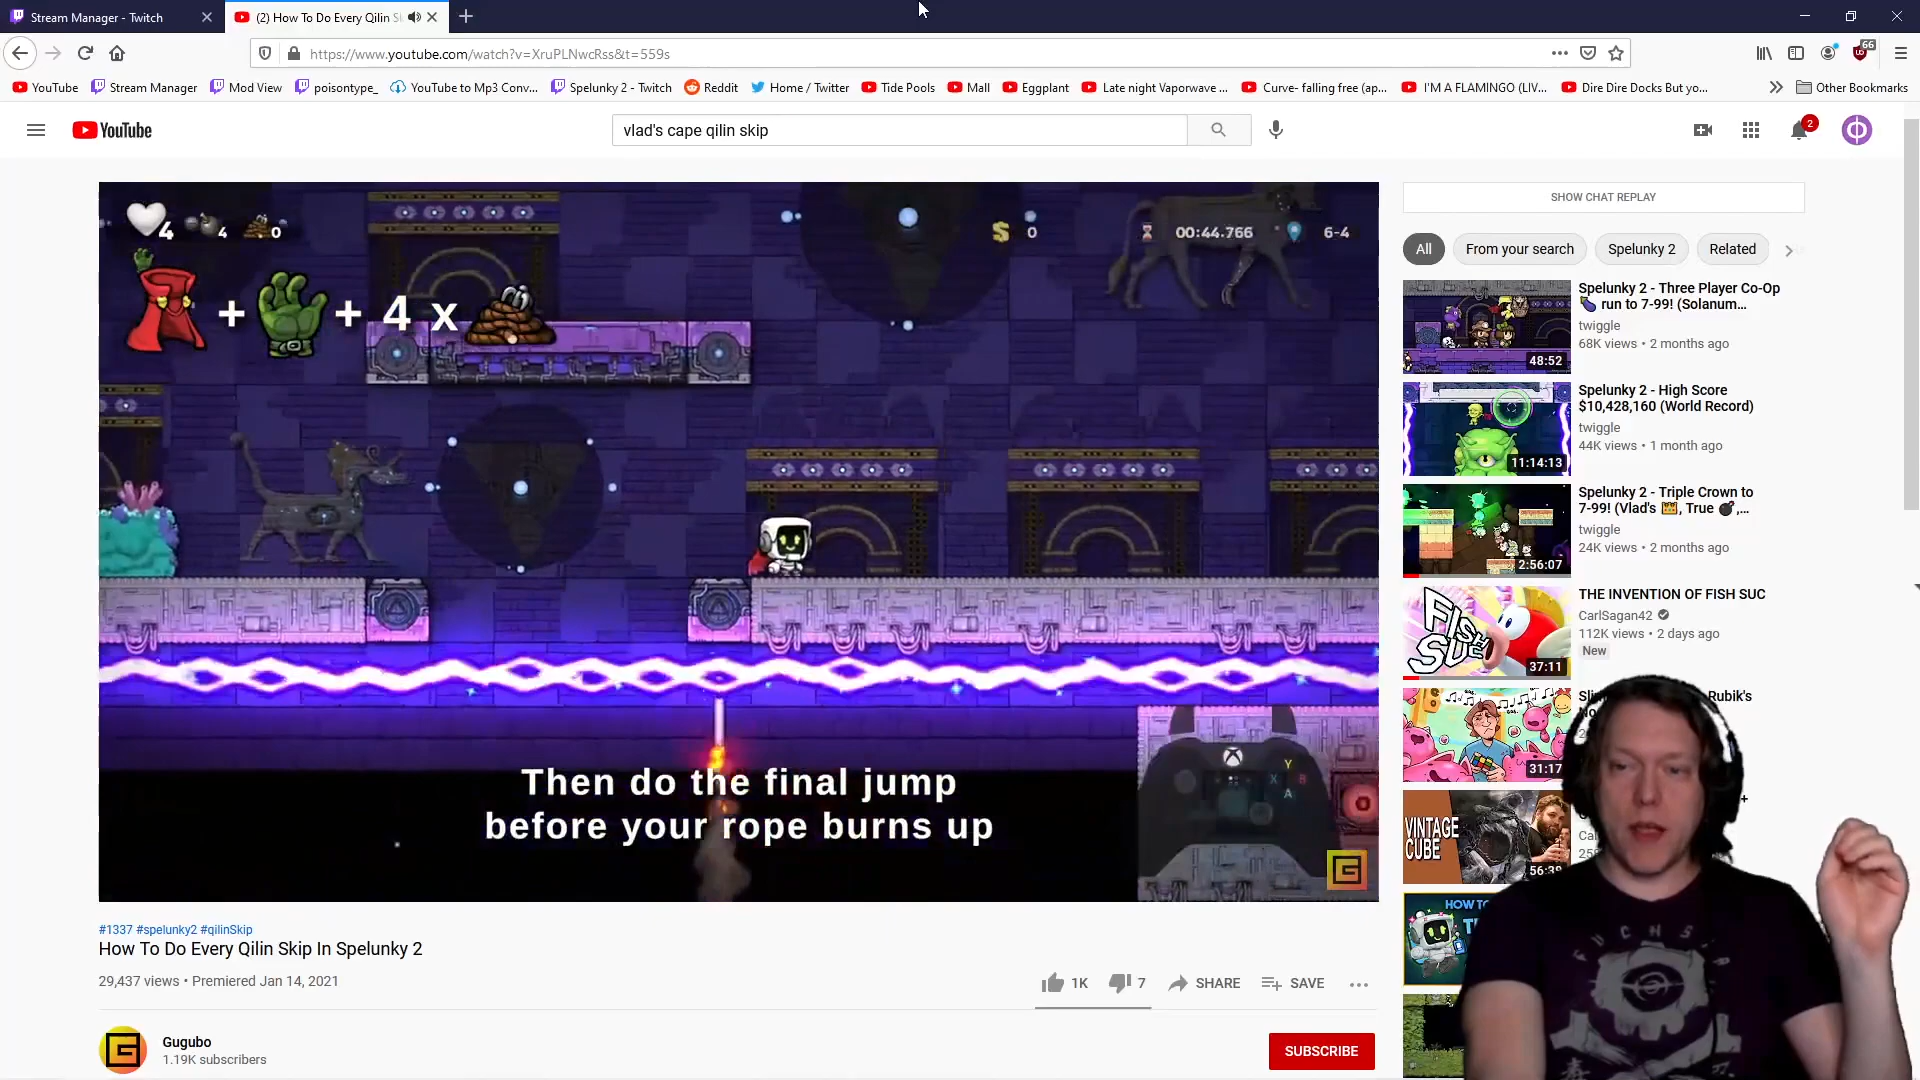 Stream Manager - Twitch
(2) How To Do Every Qilin S
https://www.youtube.com/watch?v=XruPLNwcRss&t=559s
66
YouTube
Stream Manager
Mod View
poisontype_
YouTube to Mp3 Conv...
Spelunky 2 - Twitch
Reddit
Home / Twitter
Tide Pools
Mall
Eggplant
Late night Vaporwave ...
Curve- falling free (ap...
I'M A FLAMINGO (LIV...
Dire Dire Docks But yo...
Other Bookmarks
YouTube
vlad's cape qilin skip
2
4
4
0
$ 0
00:44.766
6-4
+ + 4 x
Y
X
B
A
Then do the final jump
before your rope burns up
#1337 #spelunky2 #qilinSkip
How To Do Every Qilin Skip In Spelunky 2
29,437 views • Premiered Jan 14, 2021
1K
7
SHARE
SAVE
Gugubo
1.19K subscribers
SUBSCRIBE
SHOW CHAT REPLAY
All
From your search
Spelunky 2
Related
Spelunky 2 - Three Player Co-Op
🍆 run to 7-99! (Solanum...
twiggle
68K views • 2 months ago
48:52
Spelunky 2 - High Score
$10,428,160 (World Record)
twiggle
44K views • 1 month ago
11:14:13
Spelunky 2 - Triple Crown to
7-99! (Vlad's 👑, True 💣,...
twiggle
24K views • 2 months ago
2:56:07
THE INVENTION OF FISH SUC
CarlSagan42
112K views • 2 days ago
New
FISH
SUC
37:11
Rubik's
31:17
VINTAGE
CUBE
56:39
HOW TO